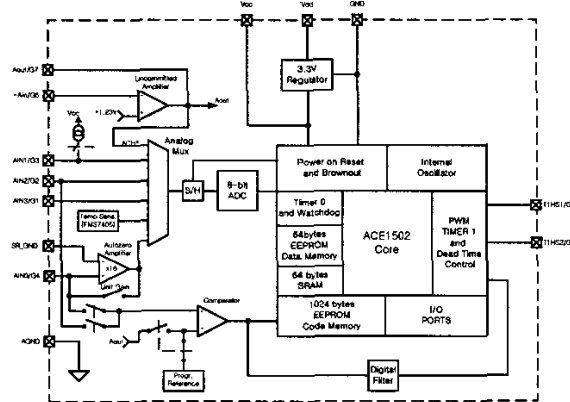 Vcc
Vdd
GND
Aout/G7
Uncommitted
Amplifier
-Ain/G6
+1.23V
Aout
3.3V
Regulator
Vcc
ACH5
Analog
Mux
AIN1/G3
AIN2/G2
AIN3/G1
S/H
8-bit
ADC
Power on Reset
and Brownout
Internal
Oscillator
Timer 0
and Watchdog
64bytes
EEPROM
Data Memory
64 bytes
SRAM
ACE1502
Core
PWM
TIMER 1
and
Dead Time
Control
T1HS1/G
T1HS2/G
Temp Sens.
Autozero
Amplifier
SR_GND
x16
AIN0/G4
Unit Gain
Comparator
1024 bytes
EEPROM
Code Memory
I/O
PORTS
Aout
AGND
Progr.
Reference
Digital
Filter